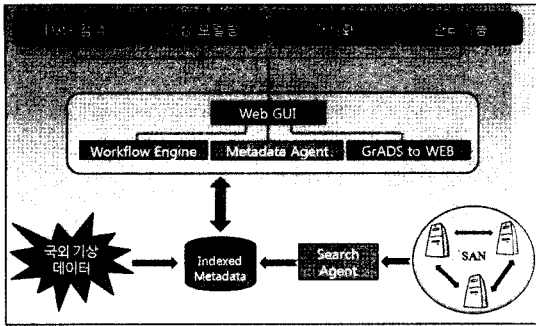 Web GUI
Workflow Engine
Metadata Agent
GrADS to WEB
국외 기상
데이터
Indexed
Metadata
Search
Agent
SAN